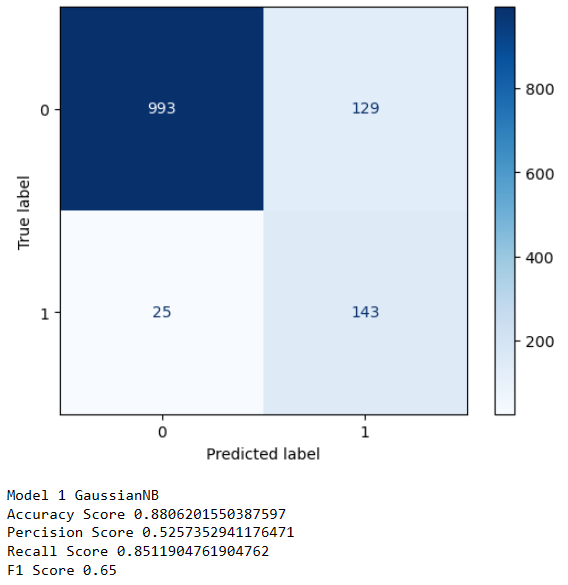 0
993
129
True label
1
25
143
0
1
Predicted label
800
600
400
200
Model 1 GaussianNB
Accuracy Score 0.8806201550387597
Percision Score 0.5257352941176471
Recall Score 0.8511904761904762
F1 Score 0.65